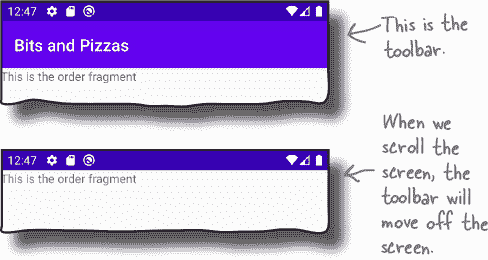 12:47
Bits and Pizzas
This is the order fragment
This is the
toolbar.
12:47
This is the order fragment
When we
scroll the
screen, the
toolbar will
move off the
screen.